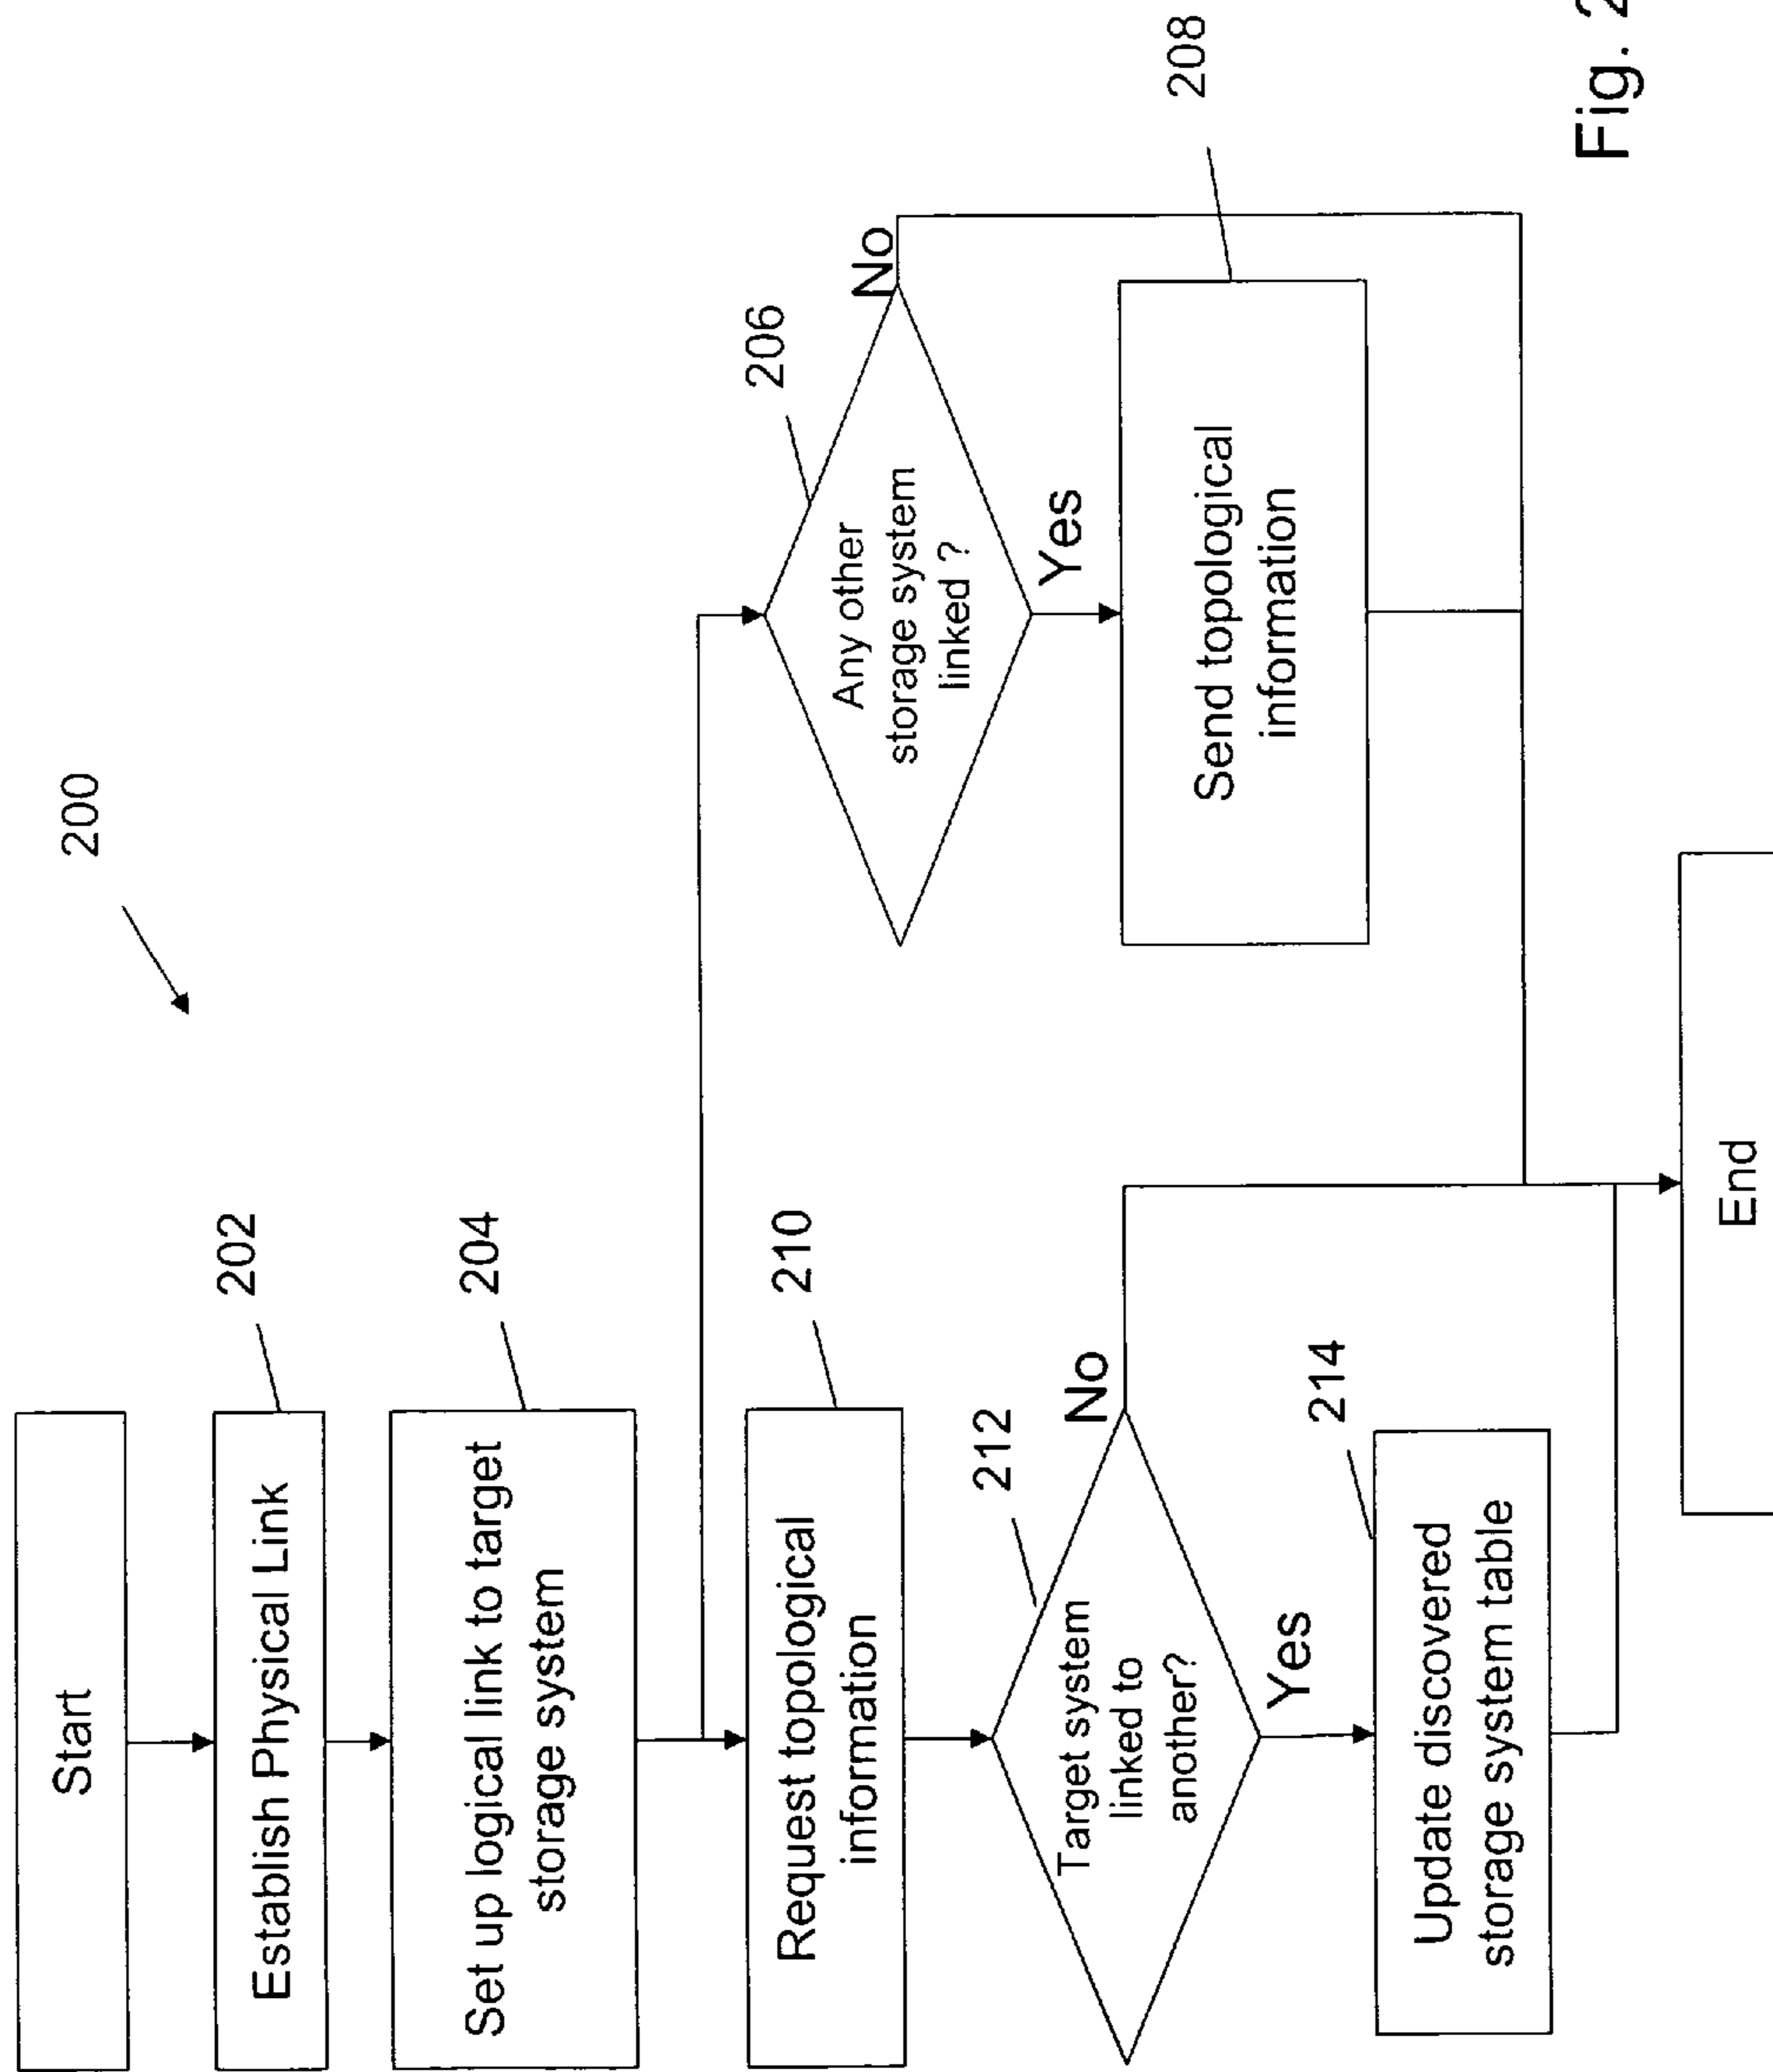 200
Start
Establish Physical Link
202
Set up logical link to target
storage system
204
Request topological
information
210
Target system
linked to
another?
212
No
Yes
Update discovered
storage system table
214
Any other
storage system
linked ?
206
No
Yes
Send topological
information
208
End
Fig. 2